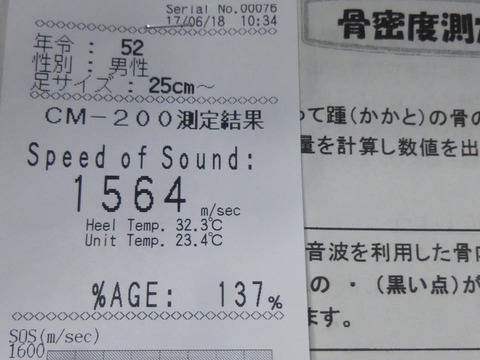 Serial No.00076
17/06/18 10:34
年令： 52
性別： 男性
足サイズ： 25cm～
CM－200測定結果
Speed of Sound:
1564 m/sec
Heel Temp. 32.3℃
Unit Temp. 23.4℃
%AGE: 137%
SOS(m/sec)
1600
骨密度測
って踵(かかと)の骨の
量を計算し数値を出
音波を利用した骨内
の ・ (黒い点)が
ます。